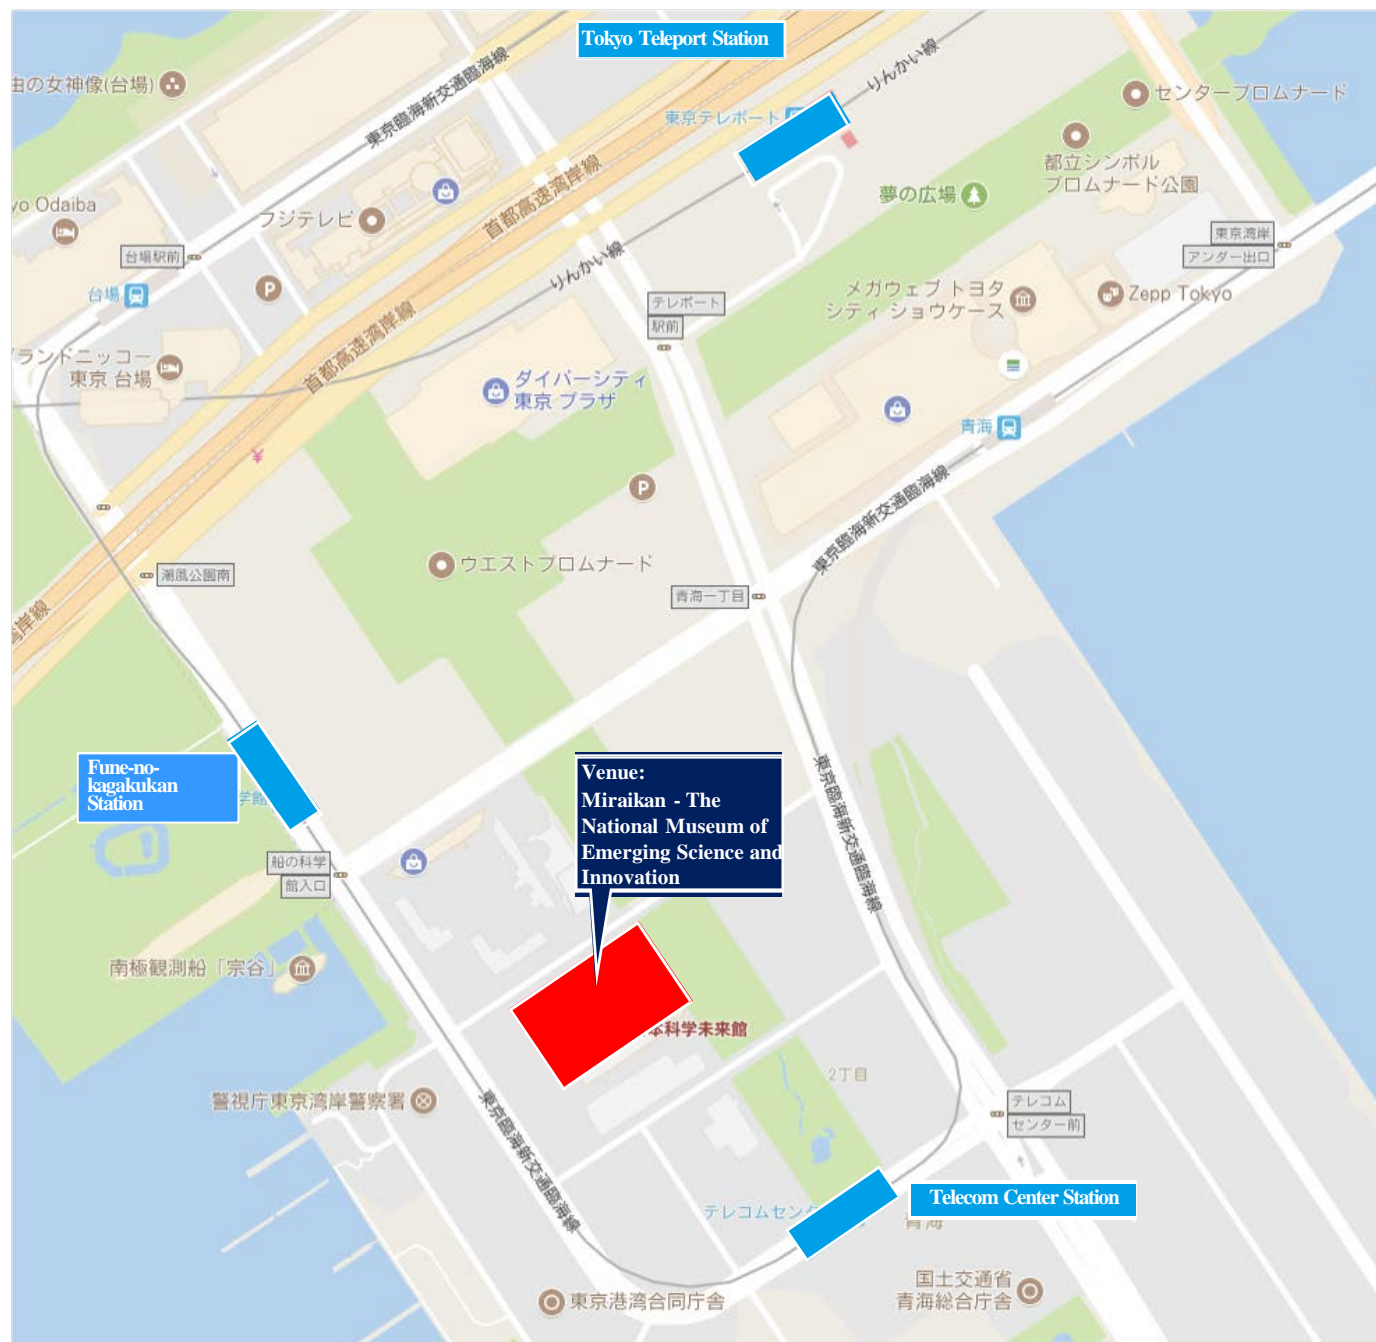 Tokyo Teleport Station
由の女神像(台場)
東京臨海新交通臨海線
りんかい線
東京テレポート
センタープロムナード
都立シンボル
プロムナード公園
夢の広場
yo Odaiba
フジテレビ
首都高速湾岸線
りんかい線
台場駅前
東京湾岸
アンダー出口
台場
テレポート
駅前
メガウェブ トヨタ
シティ ショウケース
Zepp Tokyo
首都高速湾岸線
ランドニッコー
東京 台場
ダイバーシティ
東京 プラザ
青海
東京臨海新交通臨海線
ウエストプロムナード
潮風公園南
青海一丁目
湾岸線
Fune-no-
kagakukan
Station
学館
Venue:
Miraikan - The
National Museum of
Emerging Science and
Innovation
東京臨海新交通臨海線
船の科学
館入口
南極観測船「宗谷」
本科学未来館
2丁目
警視庁東京湾岸警察署
東京臨海新交通臨海線
テレコム
センター前
Telecom Center Station
テレコムセンタ
青海
国土交通省
青海総合庁舎
東京港湾合同庁舎